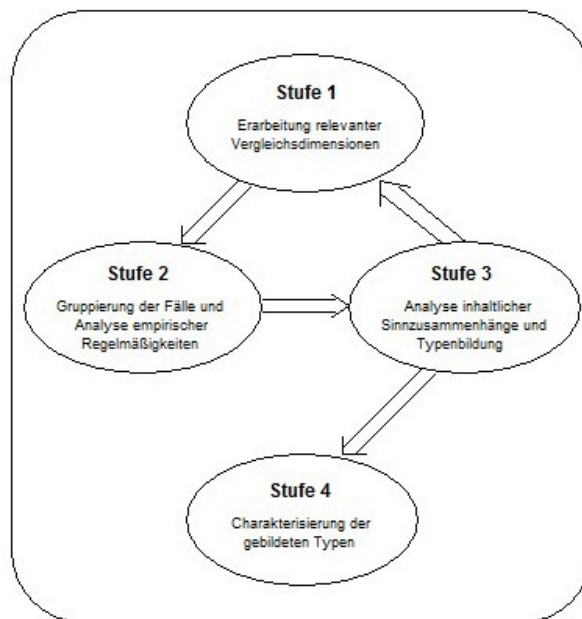 Stufe 1
Erarbeitung relevanter
Vergleichsdimensionen
Stufe 2
Gruppierung der Fälle und
Analyse empirischer
Regelmäßigkeiten
Stufe 3
Analyse inhaltlicher
Sinnzusammenhänge und
Typenbildung
Stufe 4
Charakterisierung der
gebildeten Typen